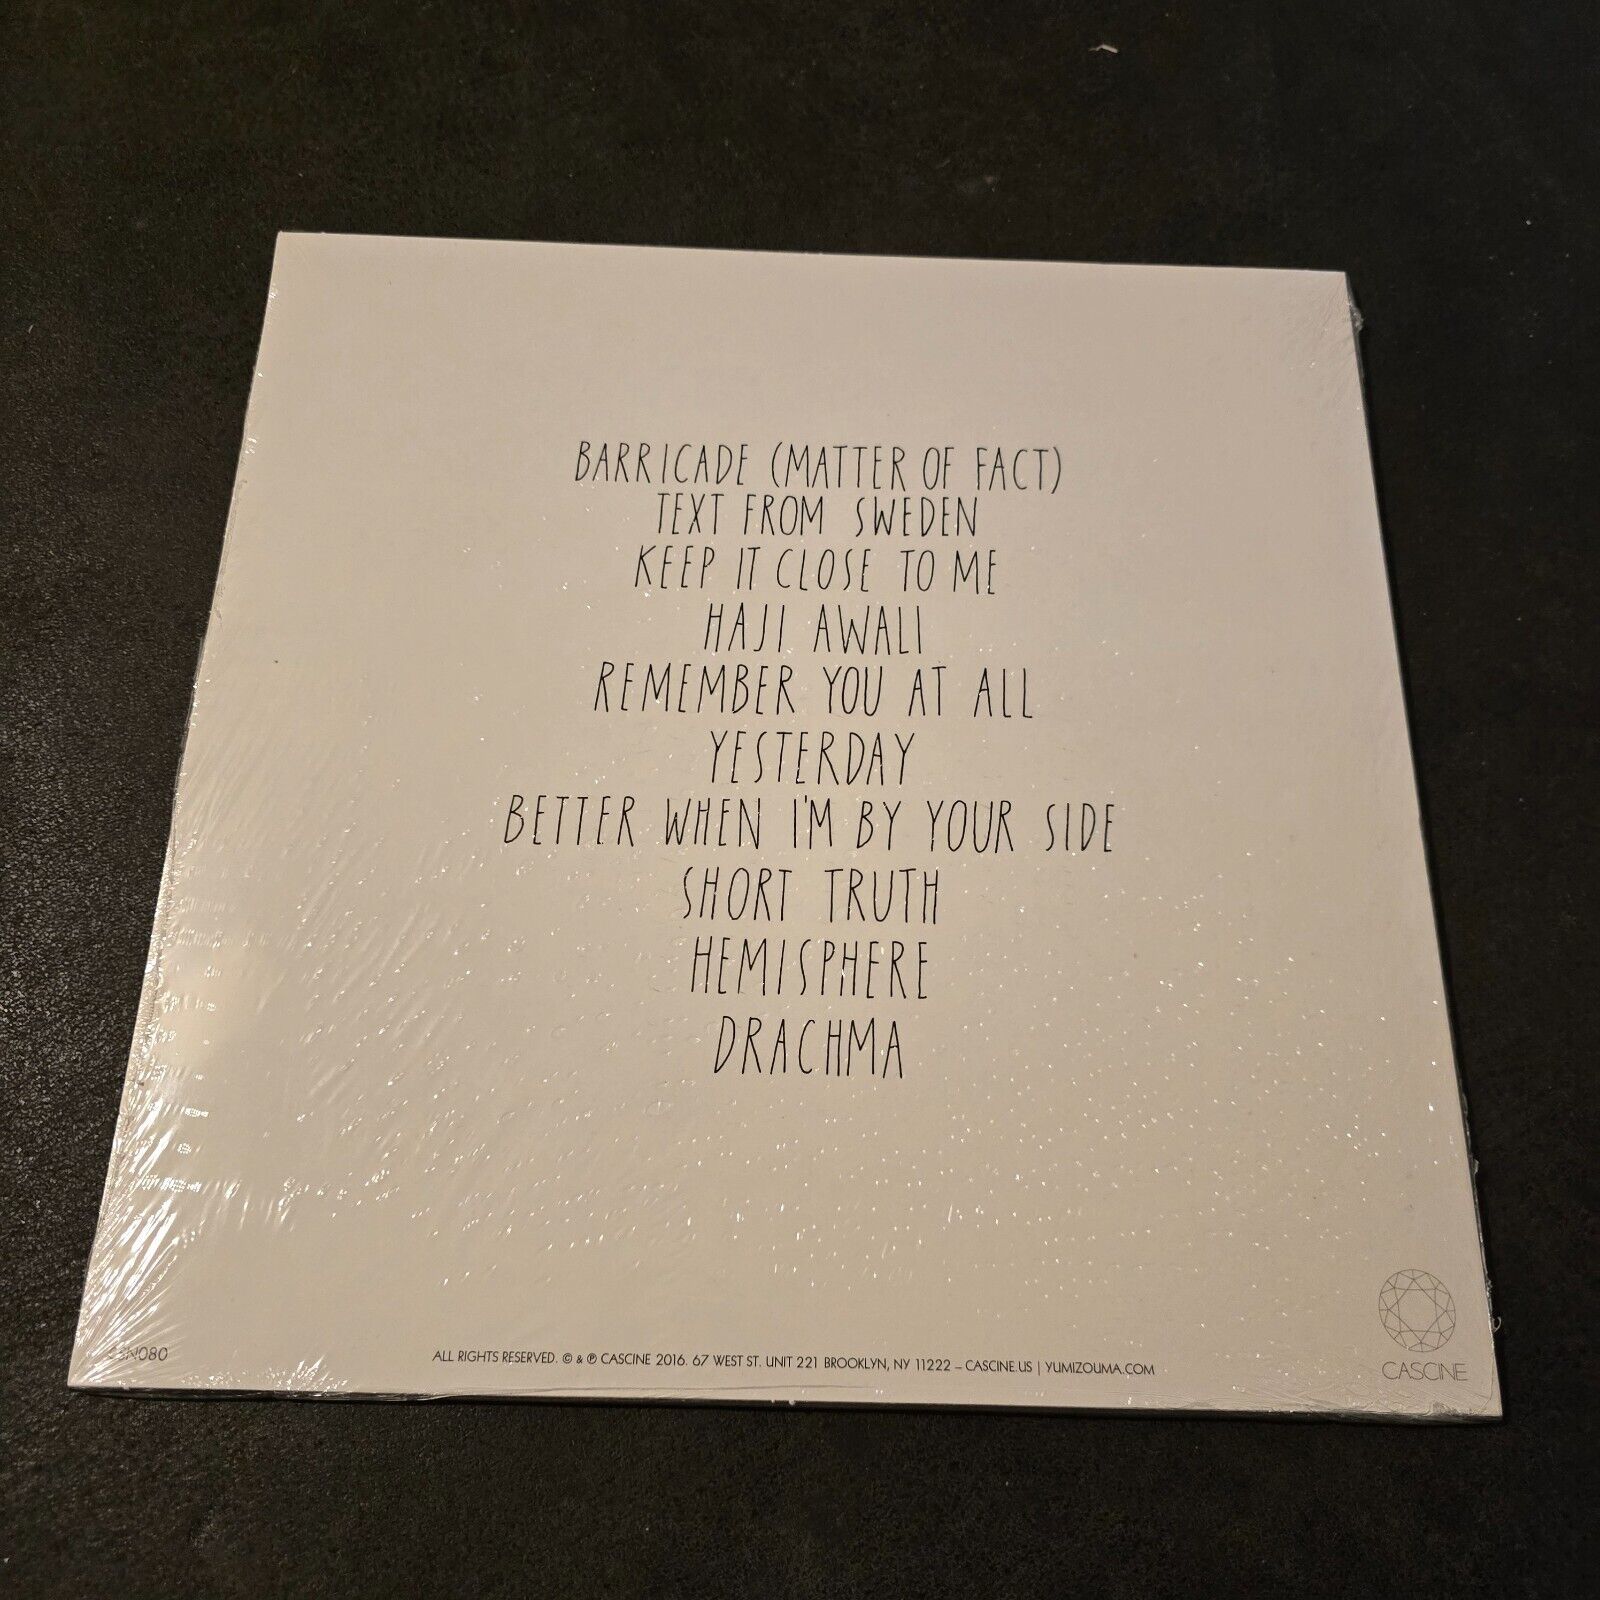 BARRICADE (MATTER OF FACT)
TEXT FROM SWEDEN
KEEP IT CLOSE TO ME
HAJI AWALI
REMEMBER YOU AT ALL
YESTERDAY
BETTER WHEN I'M BY YOUR SIDE
SHORT TRUTH
HEMISPHERE
DRACHMA
ALL RIGHTS RESERVED. © & ℗ CASCINE 2016. 67 WEST ST. UNIT 221 BROOKLYN, NY 11222 – CASCINE.US | YUMIZOUMA.COM
CASCINE